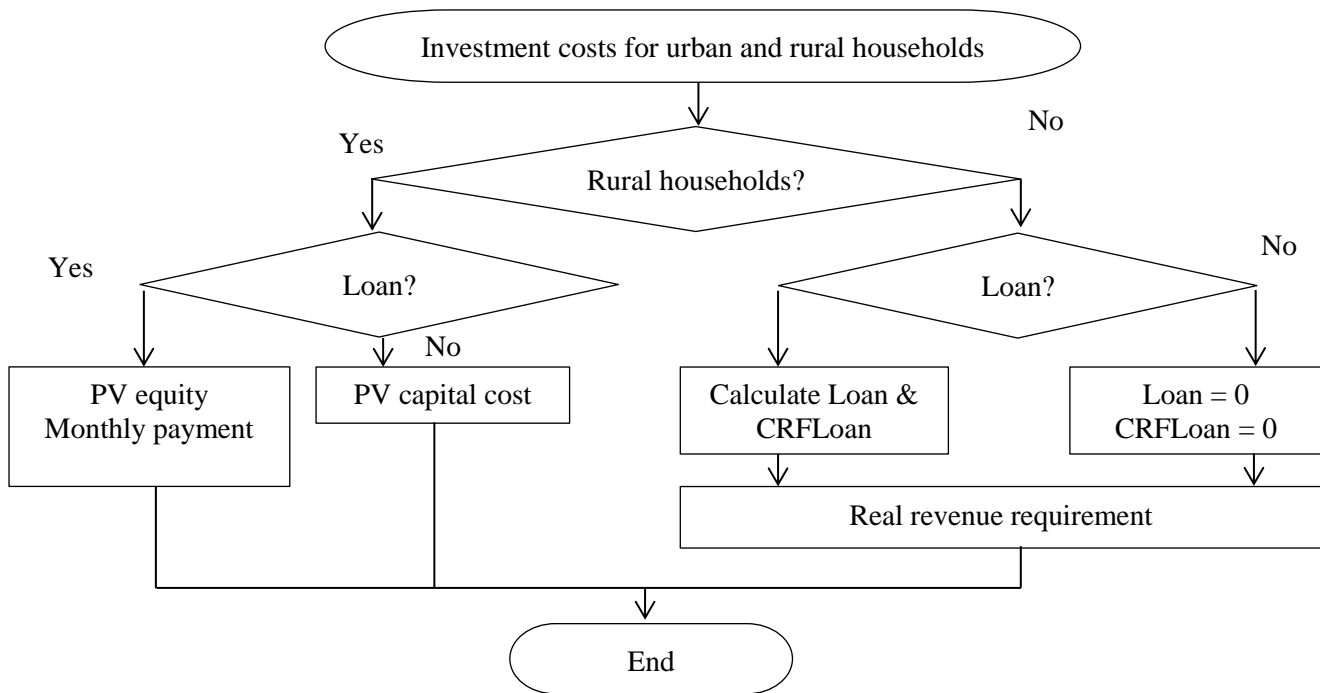 Investment costs for urban and rural households
No
Yes
Rural households?
No
Yes
Loan?
Loan?
No
PV equity
Monthly payment
PV capital cost
Calculate Loan &
CRFLoan
Loan = 0
CRFLoan = 0
Real revenue requirement
End